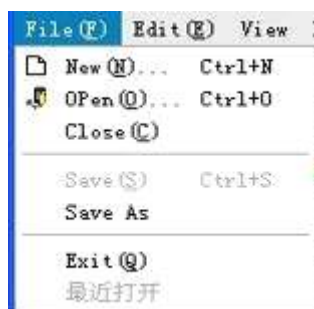 File(F) Edit(E) View
New(N)... Ctrl+N
OPen(O)... Ctrl+O
Close(C)
Save(S) Ctrl+S
Save As
Exit(Q)
最近打开